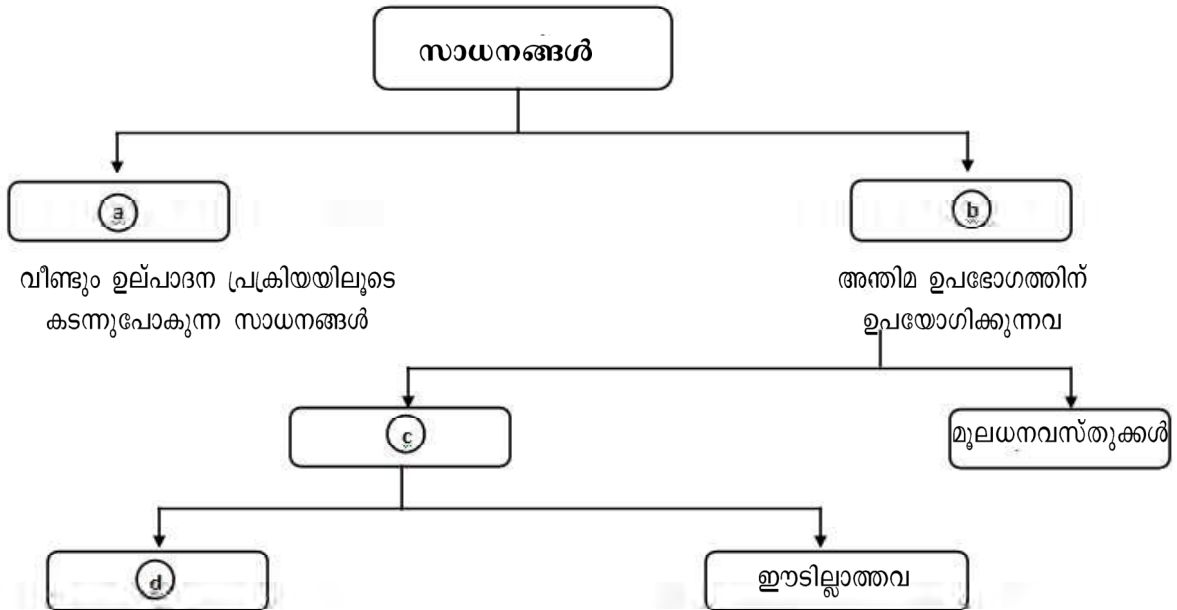 സാധനങ്ങൾ
a
b
വീണ്ടും ഉല്പാദന പ്രക്രിയയിലൂടെ
കടന്നുപോകുന്ന സാധനങ്ങൾ
അന്തിമ ഉപഭോഗത്തിന്
ഉപയോഗിക്കുന്നവ
c
മൂലധനവസ്തുക്കൾ
d
ഈടില്ലാത്തവ